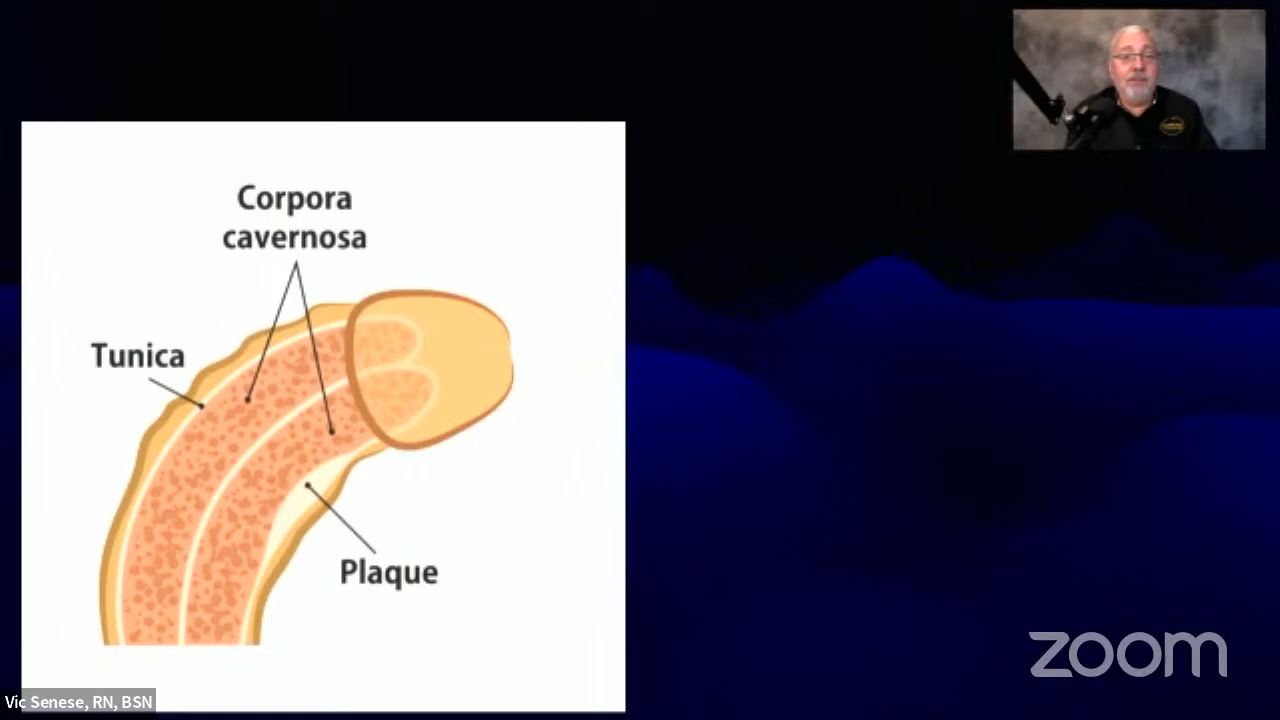 Corpora
cavernosa
Tunica
Plaque
zoom
Vic Senese, RN, BSN